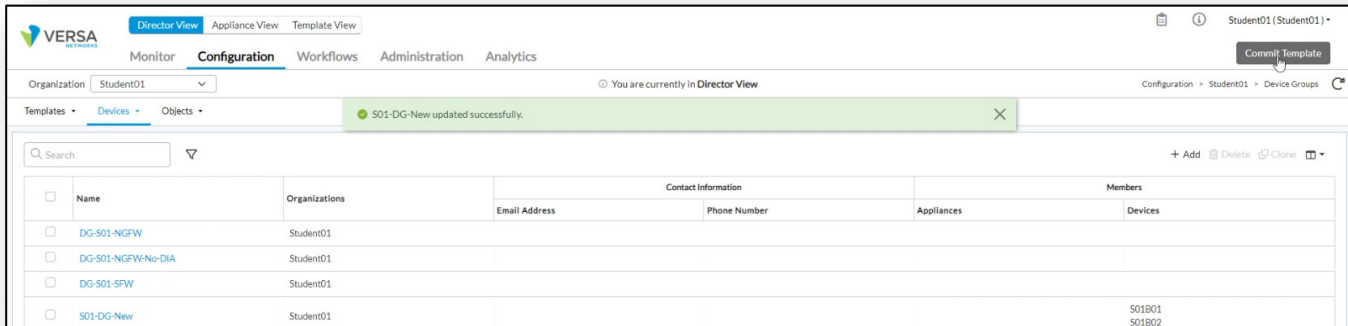 VERSA
NETWORKS
Director View Appliance View Template View
Student01 (Student01)
Monitor Configuration Workflows Administration Analytics
Commit Template
Organization Student01
You are currently in Director View
Configuration > Student01 > Device Groups
Templates Devices Objects
S01-DG-New updated successfully.
Search
+ Add Delete Clone
Name Organizations Contact Information Members
Email Address Phone Number Appliances Devices
DG-S01-NGFW Student01
DG-S01-NGFW-No-DIA Student01
DG-S01-SFW Student01
S01-DG-New Student01 S01B01
S01B02